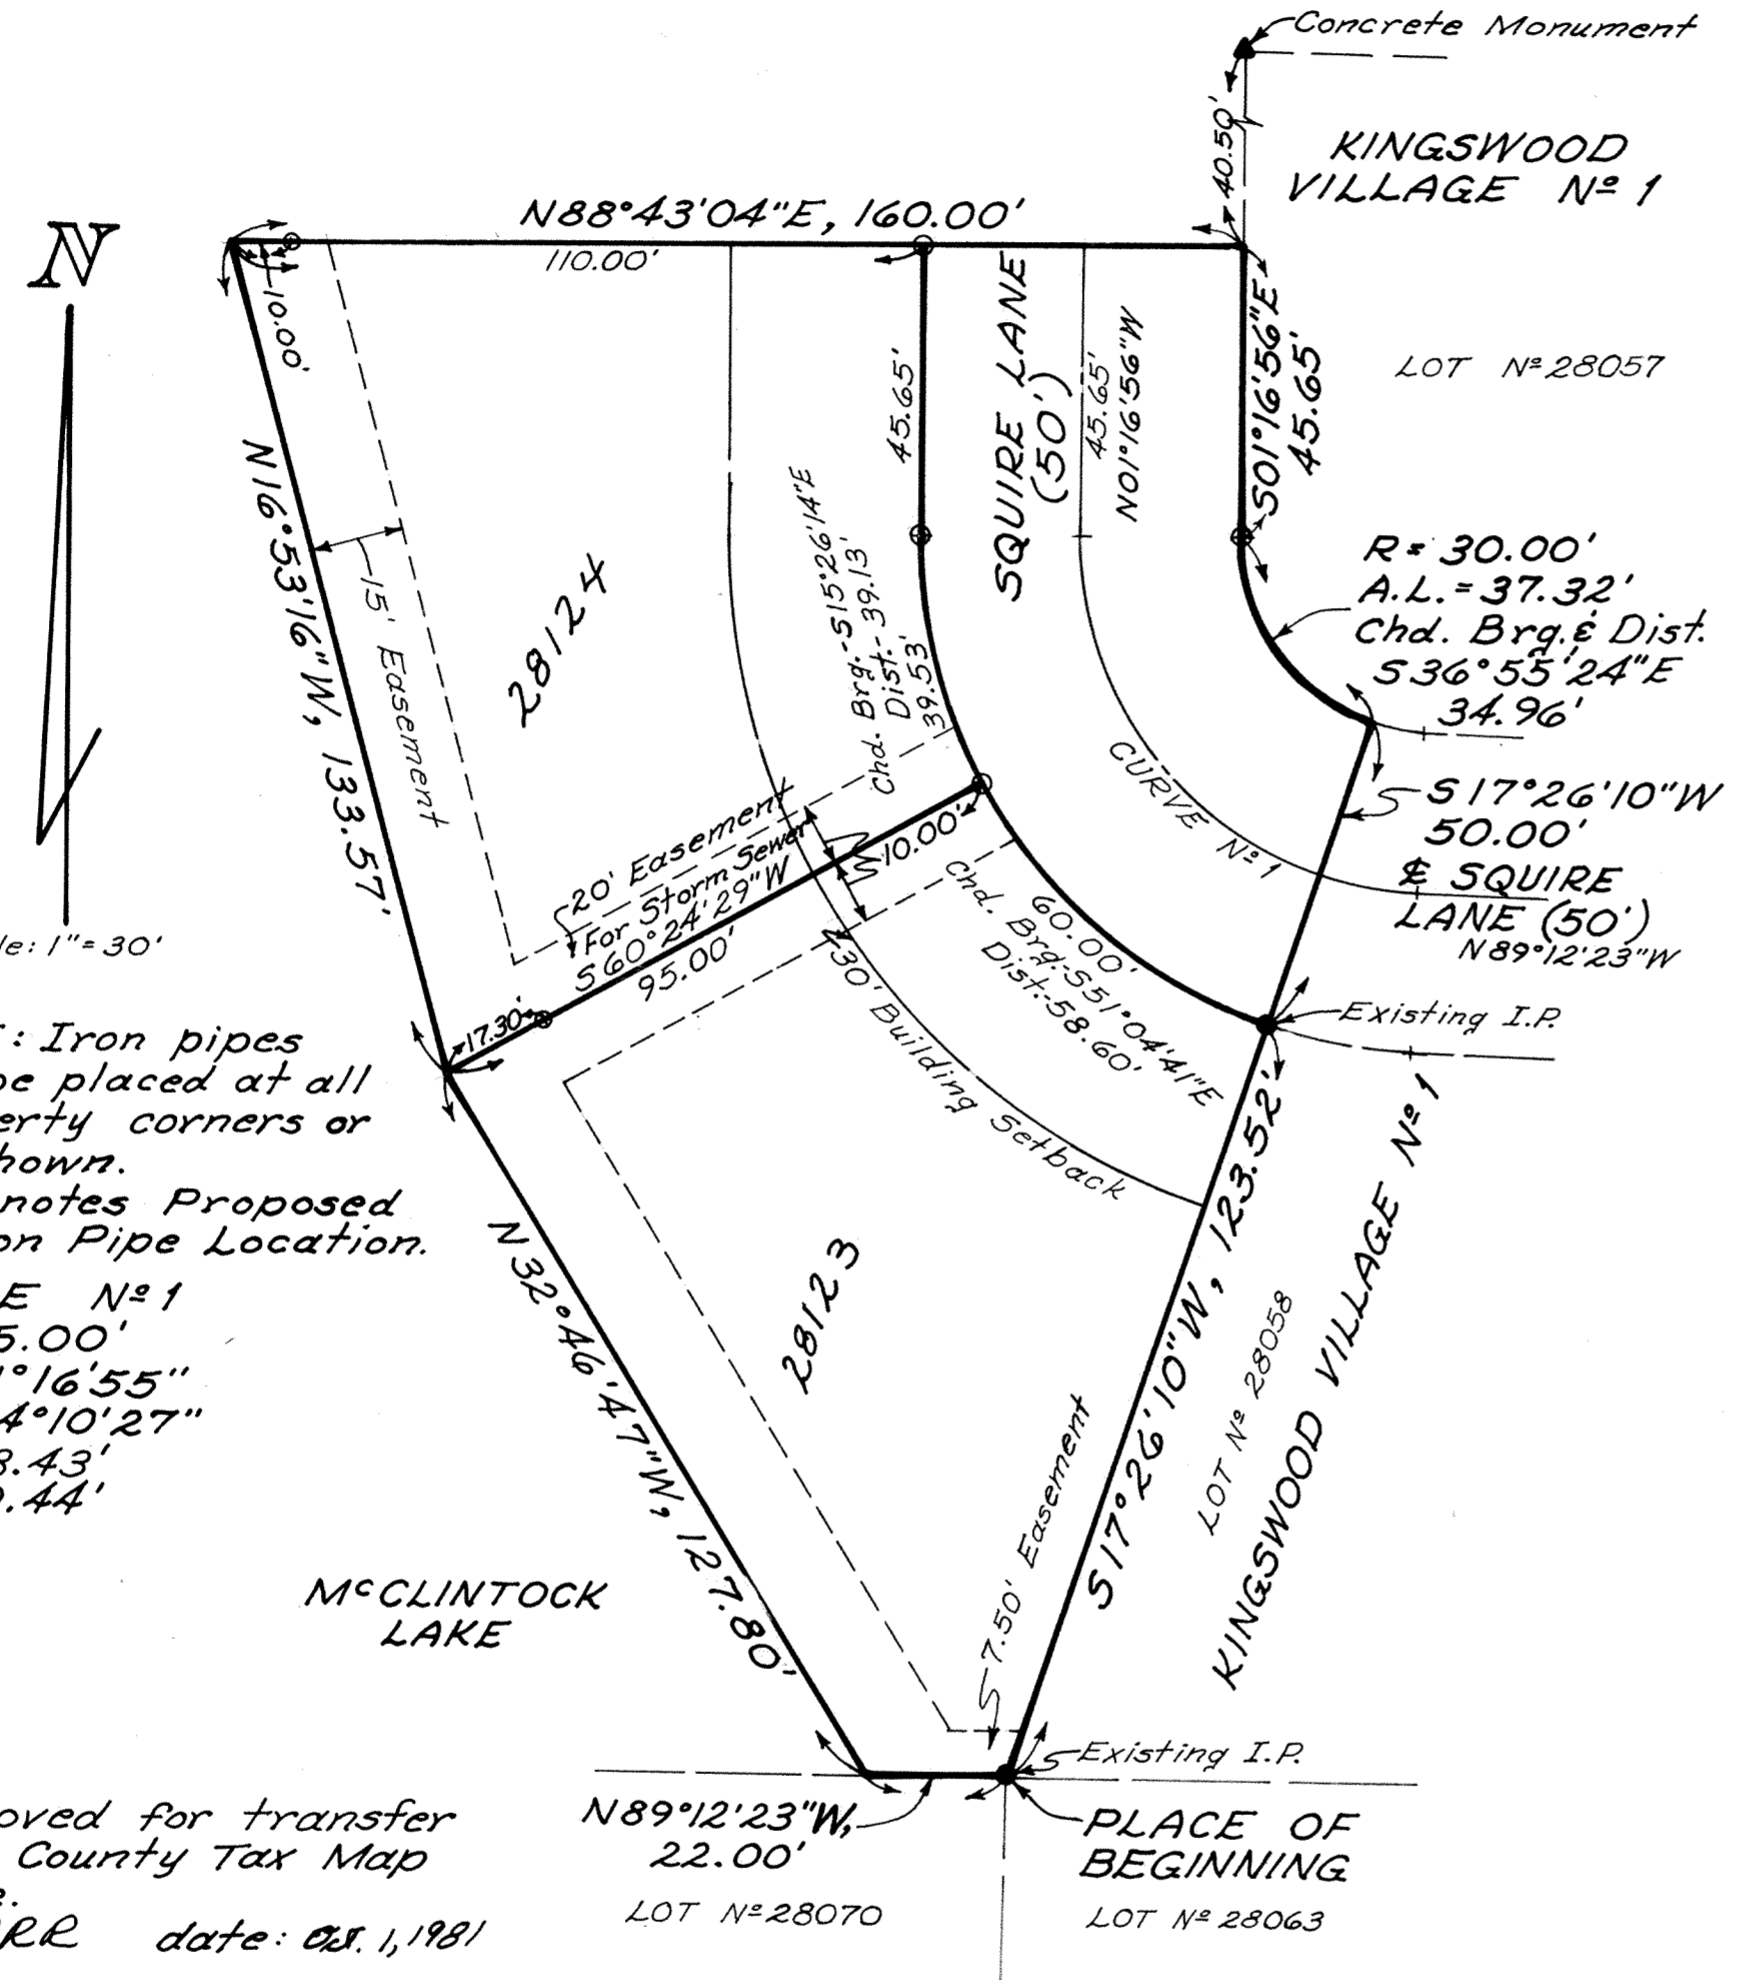 Concrete Monument
40.50'
KINGSWOOD
VILLAGE Nº 1
N
N88°43'04"E, 160.00'
110.00'
10.00'
SQUIRE LANE
(50')
45.65'
45.65'
N01°16'56"W
S01°16'56"E
45.65'
LOT Nº 28057
N16°53'16"W, 133.57'
15' Easement
28124
Chd. Brg.-S15°26'14"E
Dist.- 39.13'
39.53'
R = 30.00'
A.L. = 37.32'
Chd. Brg. & Dist.
S36°55'24"E
34.96'
CURVE Nº 1
S17°26'10"W
50.00'
SQUIRE
LANE (50')
N89°12'23"W
20' Easement
For Storm Sewer
S60°24'29"W
95.00'
17.30'
10.00'
60.00'
Chd. Brg.-S51°04'41"E
Dist.-58.60'
30' Building Setback
Existing I.P.
le: 1"=30'
: Iron pipes
be placed at all
erty corners or
hown.
notes Proposed
on Pipe Location.
E Nº 1
5.00'
°16'55"
4°10'27"
3.43'
.44'
N32°46'47"W, 127.80'
28123
S17°26'10"W, 123.52'
LOT Nº 28058
KINGSWOOD VILLAGE Nº 1
7.50' Easement
McCLINTOCK
LAKE
Existing I.P.
N89°12'23"W,
22.00'
PLACE OF
BEGINNING
LOT Nº 28070
LOT Nº 28063
oved for transfer
County Tax Map
RR date: 1, 1981